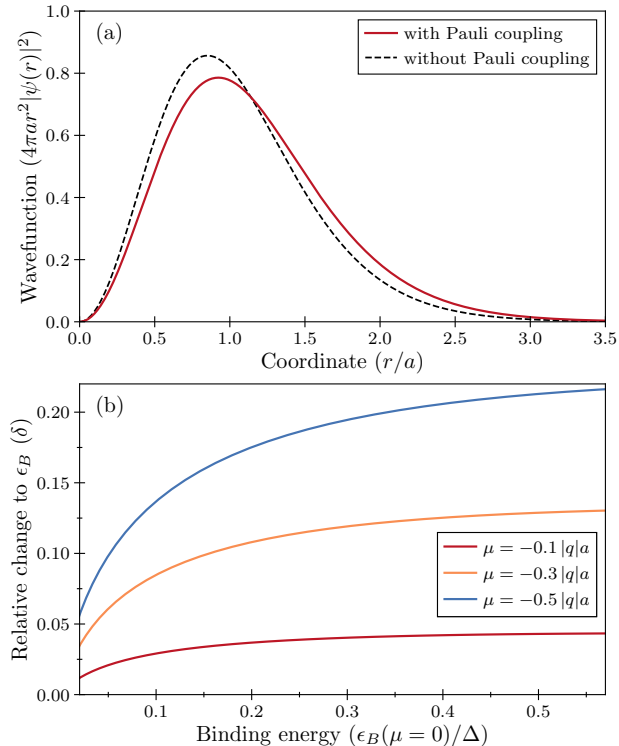 (a)
with Pauli coupling
without Pauli coupling
Wavefunction (4πar²|ψ(r)|²)
1.0
0.8
0.6
0.4
0.2
0.0
0.0 0.5 1.0 1.5 2.0 2.5 3.0 3.5
Coordinate (r/a)
(b)
Relative change to ϵ_B (δ)
0.20
0.15
0.10
0.05
0.00
μ = −0.1 |q|a
μ = −0.3 |q|a
μ = −0.5 |q|a
0.1 0.2 0.3 0.4 0.5
Binding energy (ϵ_B(μ = 0)/Δ)